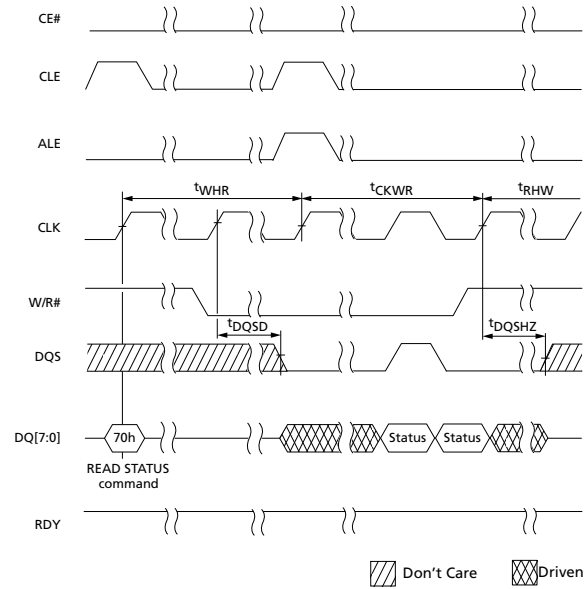 CE#
CLE
ALE
tWHR tCKWR tRHW
CLK
W/R#
tDQSD tDQSHZ
DQS
DQ[7:0] 70h Status Status
READ STATUS
command
RDY
Don't Care Driven